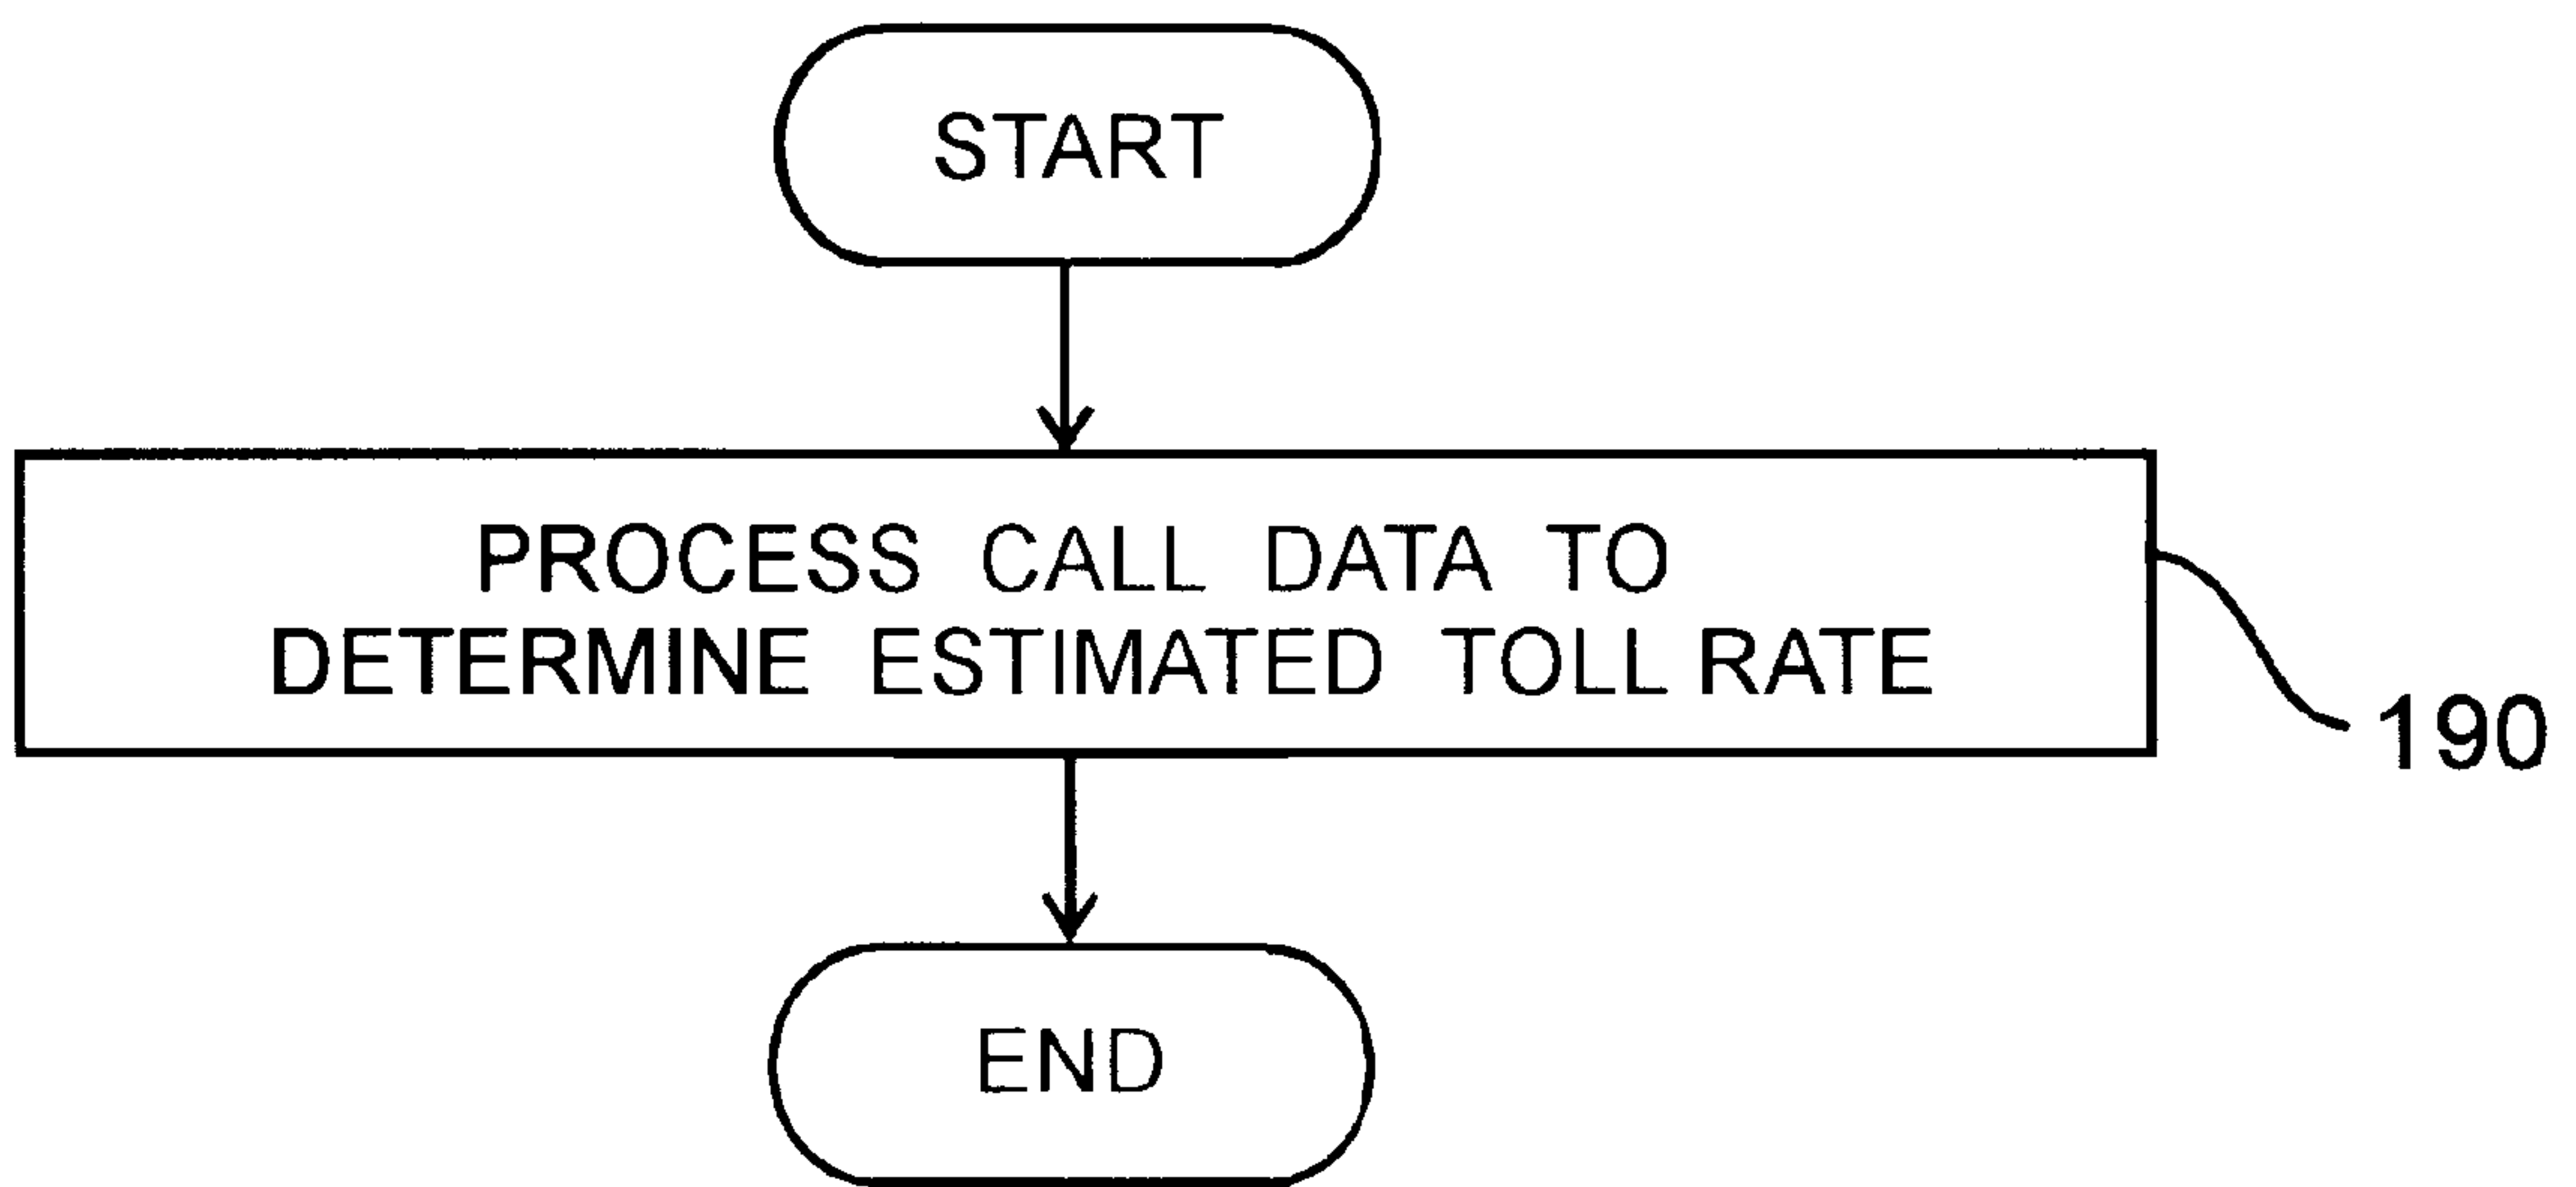 START
PROCESS CALL DATA TO
DETERMINE ESTIMATED TOLL RATE
190
END